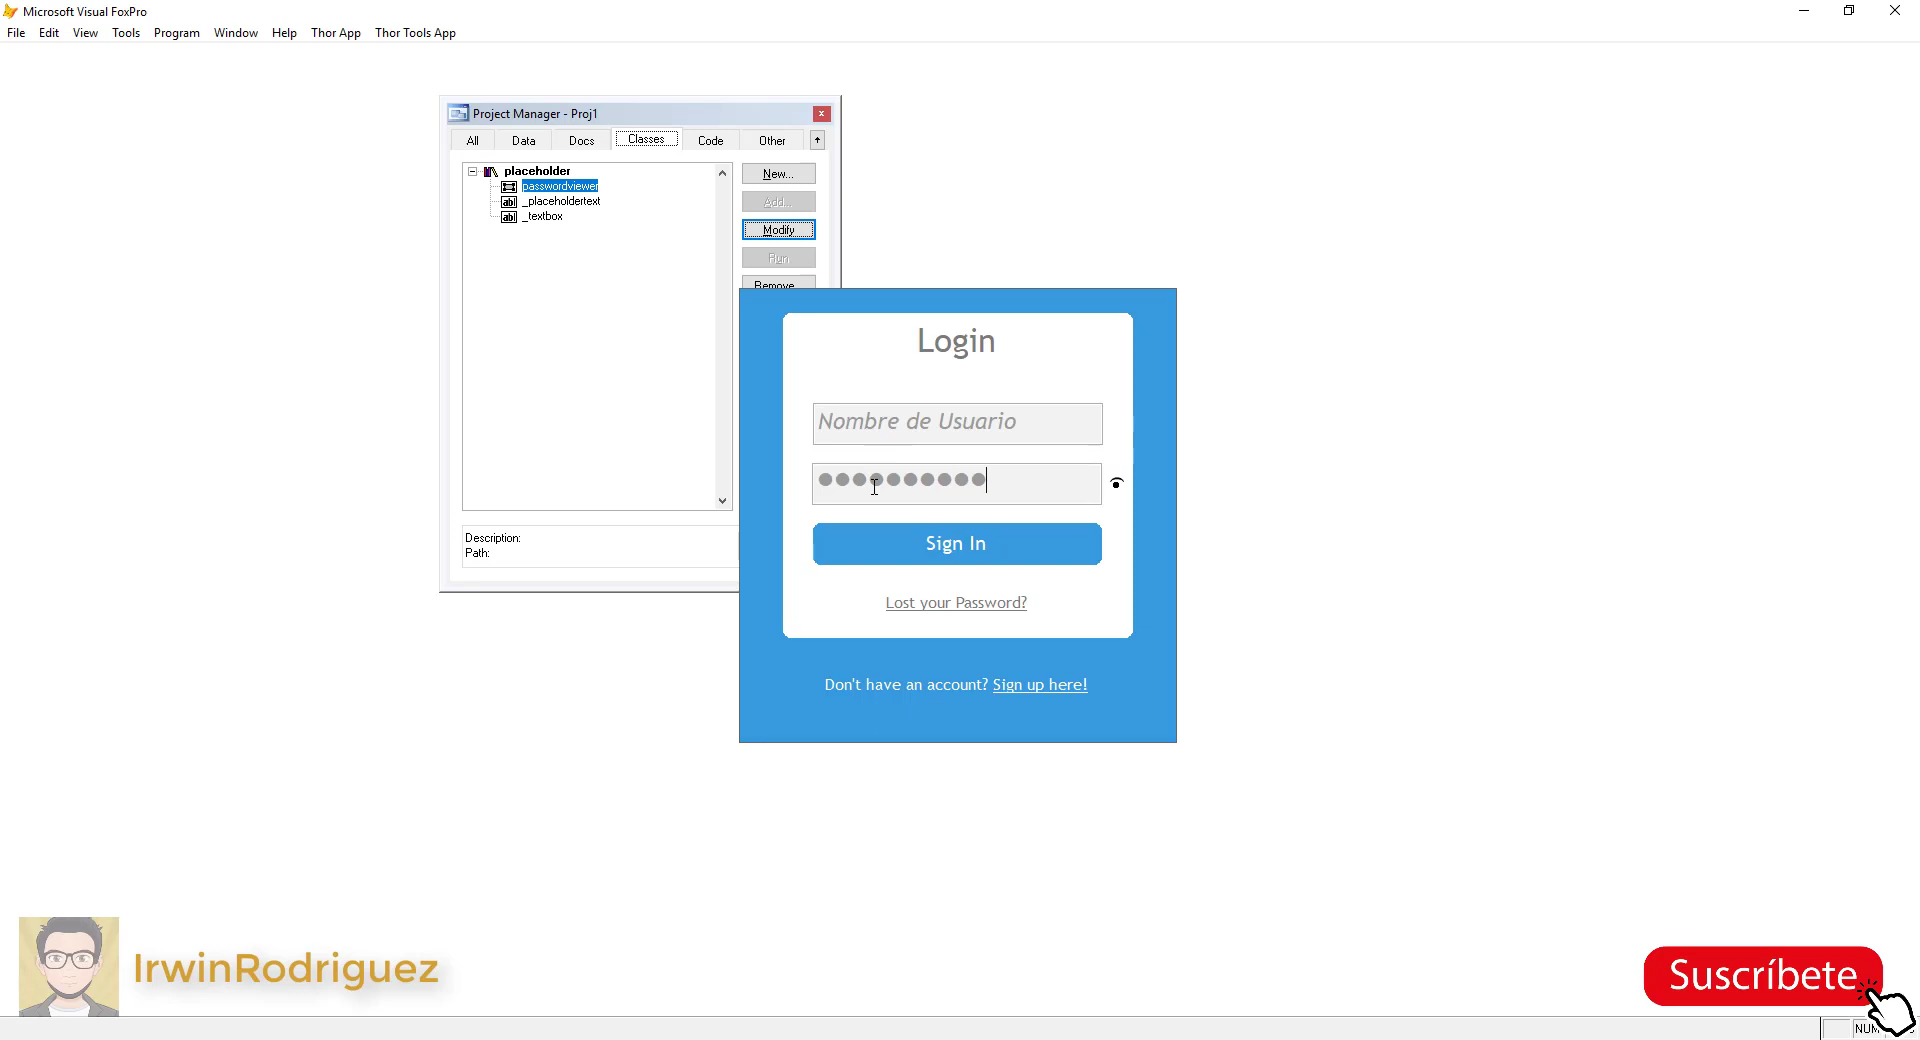 Microsoft Visual FoxPro
File Edit View Tools Program Window Help Thor App Thor Tools App
Project Manager - Proj1
All Data Docs Classes Code Other
placeholder
passwordviewer
_placeholdertext
_textbox
New...
Add...
Modify
Run
Remove
Description:
Path:
Login
Nombre de Usuario
Sign In
Lost your Password?
Don't have an account? Sign up here!
IrwinRodriguez
Suscríbete
NUM